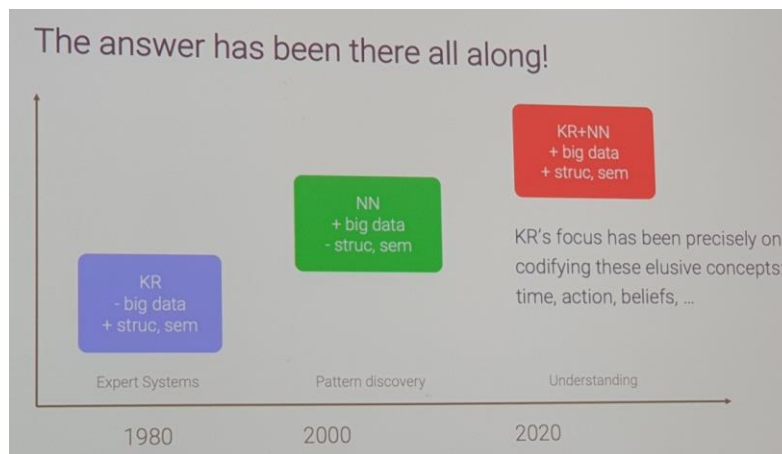 The answer has been there all along!
KR+NN
+ big data
+ struc, sem
NN
+ big data
- struc, sem
KR's focus has been precisely on
codifying these elusive concepts:
time, action, beliefs, ...
KR
- big data
+ struc, sem
Expert Systems
Pattern discovery
Understanding
1980
2000
2020